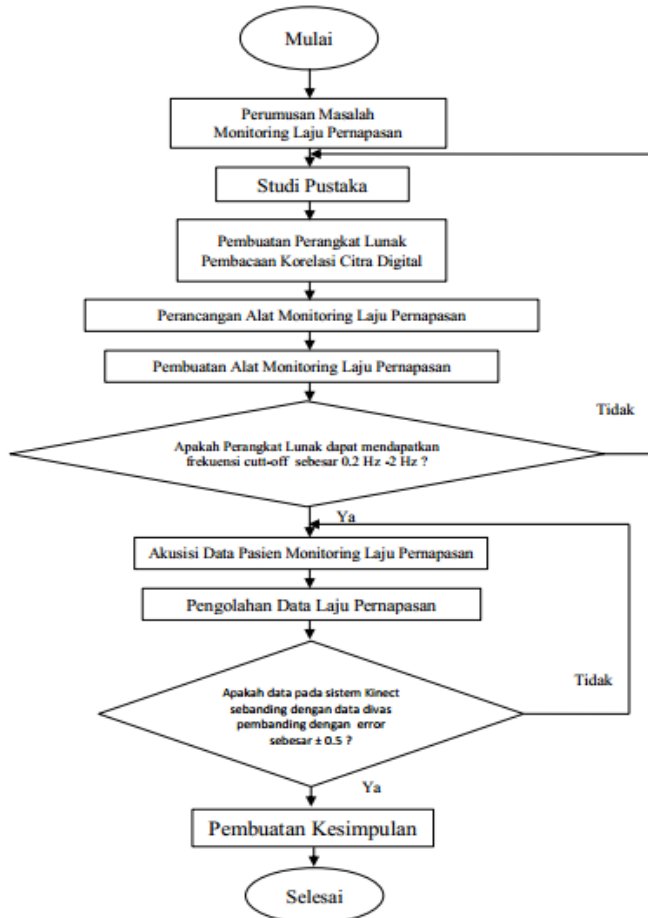 Mulai
Perumusan Masalah
Monitoring Laju Pernapasan
Studi Pustaka
Pembuatan Perangkat Lunak
Pembacaan Korelasi Citra Digital
Perancangan Alat Monitoring Laju Pernapasan
Pembuatan Alat Monitoring Laju Pernapasan
Tidak
Apakah Perangkat Lunak dapat mendapatkan
frekuensi cutt-off sebesar 0.2 Hz -2 Hz ?
Ya
Akusisi Data Pasien Monitoring Laju Pernapasan
Pengolahan Data Laju Pernapasan
Tidak
Apakah data pada sistem Kinect
sebanding dengan data divas
pembanding dengan error
sebesar ± 0.5 ?
Ya
Pembuatan Kesimpulan
Selesai